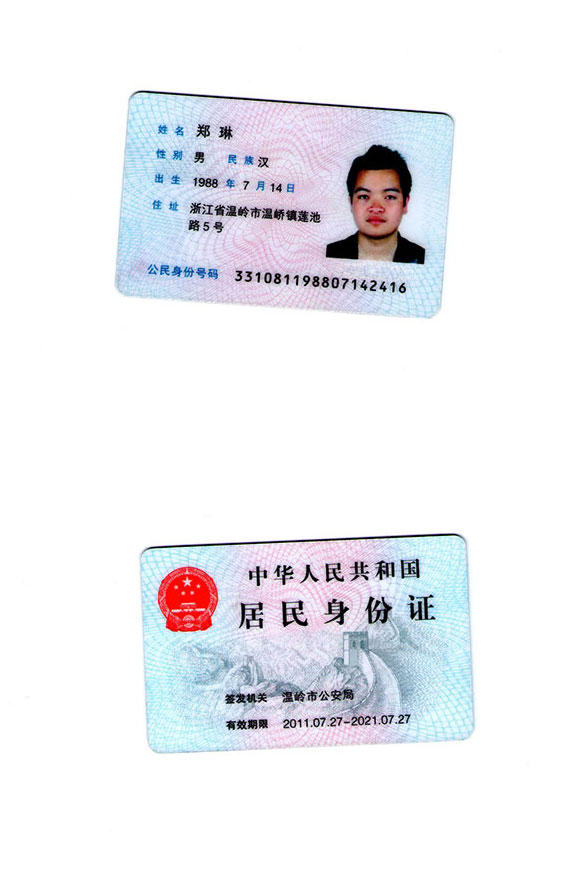 姓名 郑琳
性别 男 民族 汉
出生 1988 年 7 月 14 日
住址 浙江省温岭市温峤镇莲池
路5号
公民身份号码 331081198807142416
中华人民共和国
居民身份证
签发机关 温岭市公安局
有效期限 2011.07.27-2021.07.27